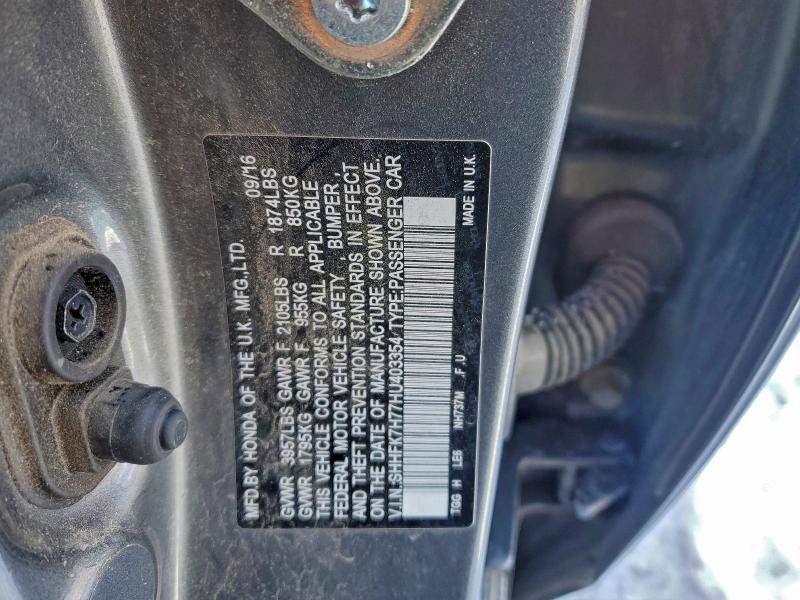 MFD.BY HONDA OF THE U.K. MFG.,LTD. 09/16
GVWR 3957LBS GAWR F 2105LBS R 1874LBS
GVWR 1795KG GAWR F 955KG R 850KG
THIS VEHICLE CONFORMS TO ALL APPLICABLE
FEDERAL MOTOR VEHICLE SAFETY , BUMPER ,
AND THEFT PREVENTION STANDARDS IN EFFECT
ON THE DATE OF MANUFACTURE SHOWN ABOVE.
V.I.N.:SHHFK7H77HU403354 TYPE:PASSENGER CAR
TGG H LE6 NH737M ,F ,U MADE IN U.K.